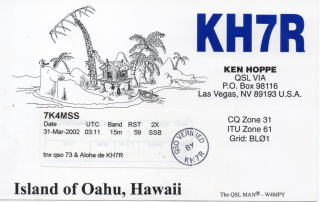 KH7R
KEN HOPPE
QSL VIA
P.O. Box 98116
Las Vegas, NV 89193 U.S.A.
7K4MSS
Date UTC Band RST 2X
31-Mar-2002 03:11 15m 59 SSB
tnx qso 73 & Aloha de KH7R
QSO VERIFIED
BY
KH7R
CQ Zone 31
ITU Zone 61
Grid: BLØ1
Island of Oahu, Hawaii
The QSL MAN® - W4MPY